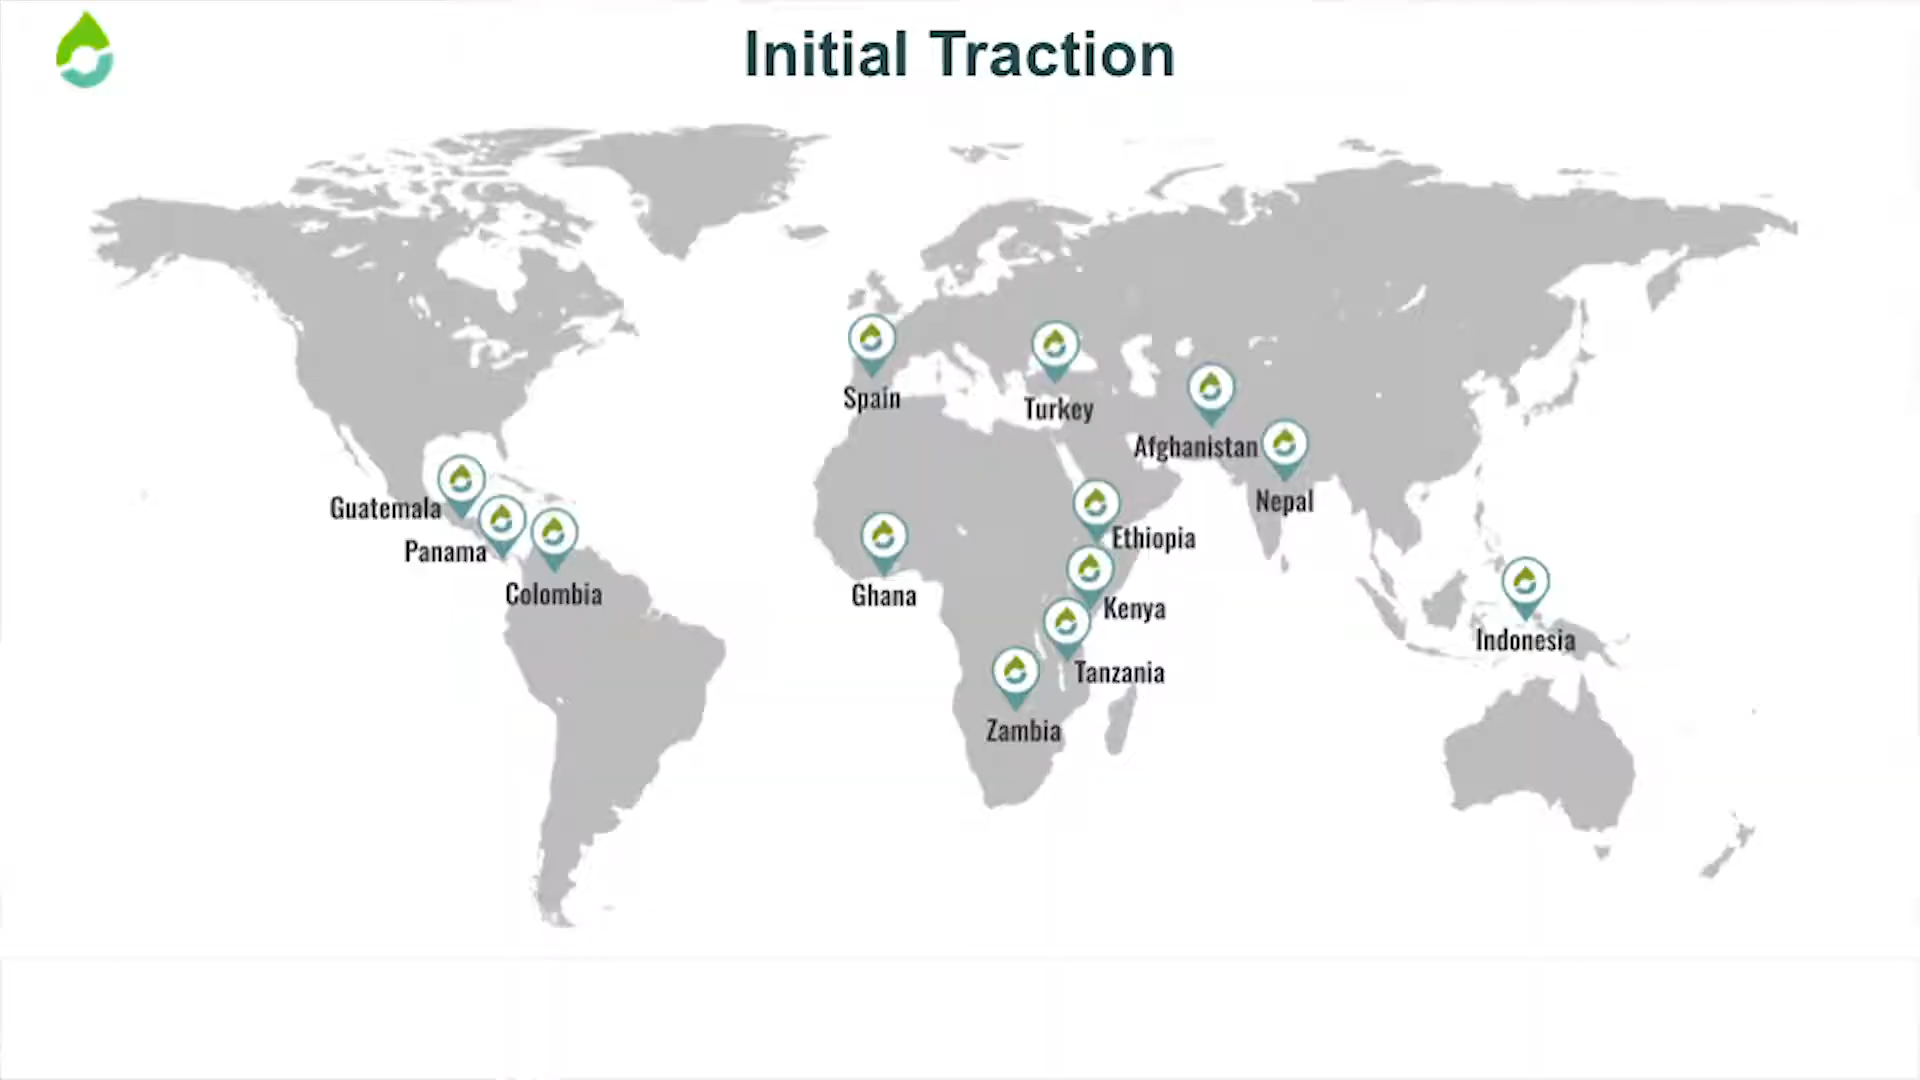 Initial Traction
Spain
Turkey
Afghanistan
Nepal
Guatemala
Panama
Colombia
Ghana
Ethiopia
Kenya
Tanzania
Zambia
Indonesia